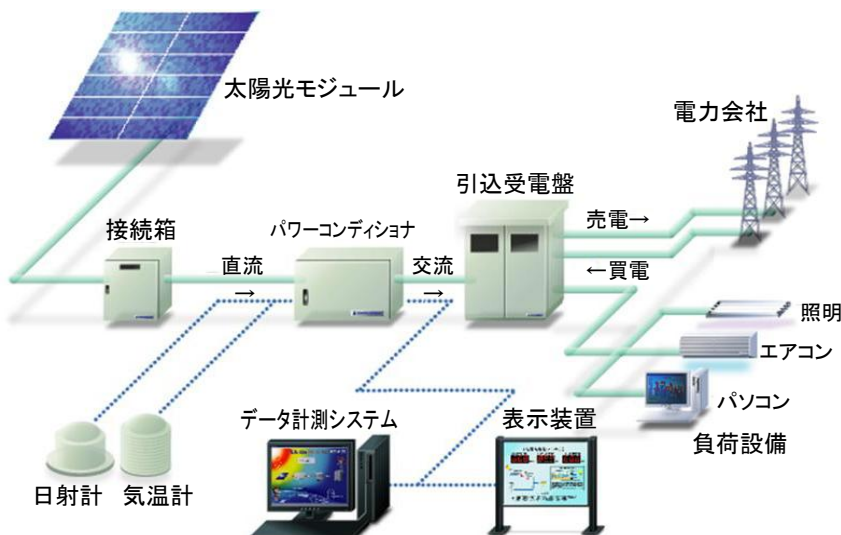 太陽光モジュール
電力会社
引込受電盤
接続箱
パワーコンディショナ
売電→
直流
→
交流
→
←買電
照明
エアコン
パソコン
負荷設備
データ計測システム
表示装置
日射計
気温計